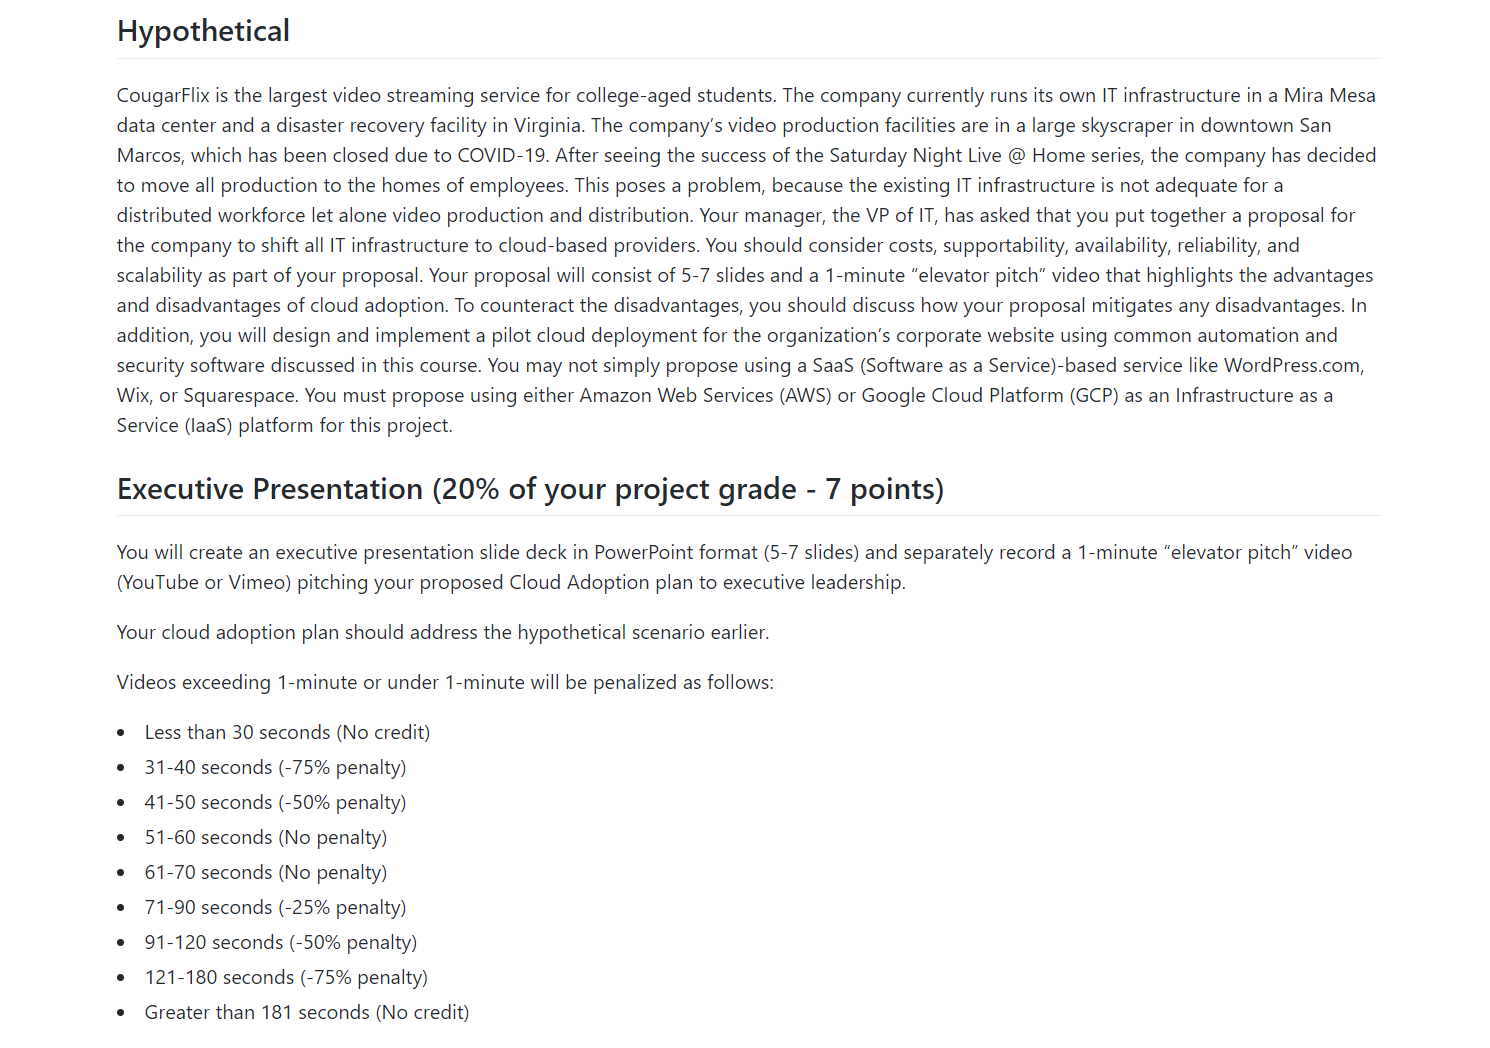 Hypothetical
CougarFlix is the largest video streaming service for college-aged students. The company currently runs its own IT infrastructure in a Mira Mesa
data center and a disaster recovery facility in Virginia. The company’s video production facilities are in a large skyscraper in downtown San
Marcos, which has been closed due to COVID-19. After seeing the success of the Saturday Night Live @ Home series, the company has decided
to move all production to the homes of employees. This poses a problem, because the existing IT infrastructure is not adequate for a
distributed workforce let alone video production and distribution. Your manager, the VP of IT, has asked that you put together a proposal for
the company to shift all IT infrastructure to cloud-based providers. You should consider costs, supportability, availability, reliability, and
scalability as part of your proposal. Your proposal will consist of 5-7 slides and a 1-minute “elevator pitch” video that highlights the advantages
and disadvantages of cloud adoption. To counteract the disadvantages, you should discuss how your proposal mitigates any disadvantages. In
addition, you will design and implement a pilot cloud deployment for the organization’s corporate website using common automation and
security software discussed in this course. You may not simply propose using a SaaS (Software as a Service)-based service like WordPress.com,
Wix, or Squarespace. You must propose using either Amazon Web Services (AWS) or Google Cloud Platform (GCP) as an Infrastructure as a
Service (IaaS) platform for this project.
Executive Presentation (20% of your project grade - 7 points)
You will create an executive presentation slide deck in PowerPoint format (5-7 slides) and separately record a 1-minute “elevator pitch” video
(YouTube or Vimeo) pitching your proposed Cloud Adoption plan to executive leadership.
Your cloud adoption plan should address the hypothetical scenario earlier.
Videos exceeding 1-minute or under 1-minute will be penalized as follows:
• Less than 30 seconds (No credit)
• 31-40 seconds (-75% penalty)
• 41-50 seconds (-50% penalty)
• 51-60 seconds (No penalty)
• 61-70 seconds (No penalty)
• 71-90 seconds (-25% penalty)
• 91-120 seconds (-50% penalty)
• 121-180 seconds (-75% penalty)
• Greater than 181 seconds (No credit)